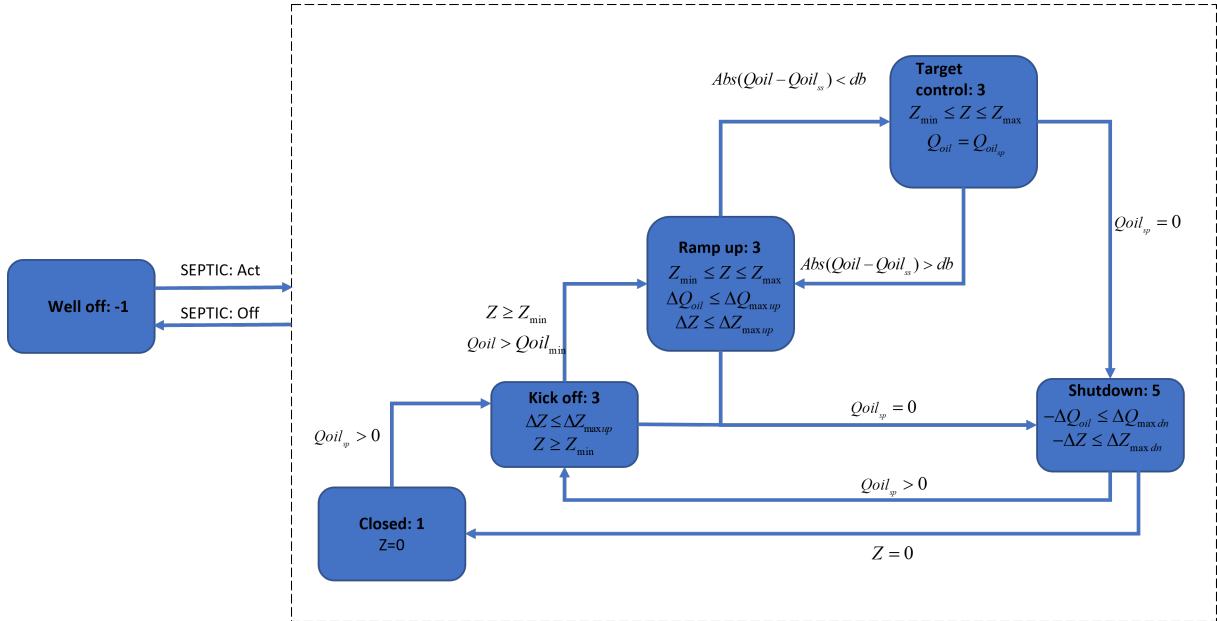 Target
control: 3
Z_min ≤ Z ≤ Z_max
Q_oil = Q_oil_sp
Abs(Qoil − Qoil_ss) < db
Qoil_sp = 0
Ramp up: 3
Z_min ≤ Z ≤ Z_max
ΔQ_oil ≤ ΔQ_max up
ΔZ ≤ ΔZ_max up
Abs(Qoil − Qoil_ss) > db
SEPTIC: Act
Well off: -1
SEPTIC: Off
Z ≥ Z_min
Qoil > Qoil_min
Kick off: 3
ΔZ ≤ ΔZ_max up
Z ≥ Z_min
Qoil_sp = 0
Shutdown: 5
−ΔQ_oil ≤ ΔQ_max dn
−ΔZ ≤ ΔZ_max dn
Qoil_sp > 0
Qoil_sp > 0
Closed: 1
Z=0
Z = 0